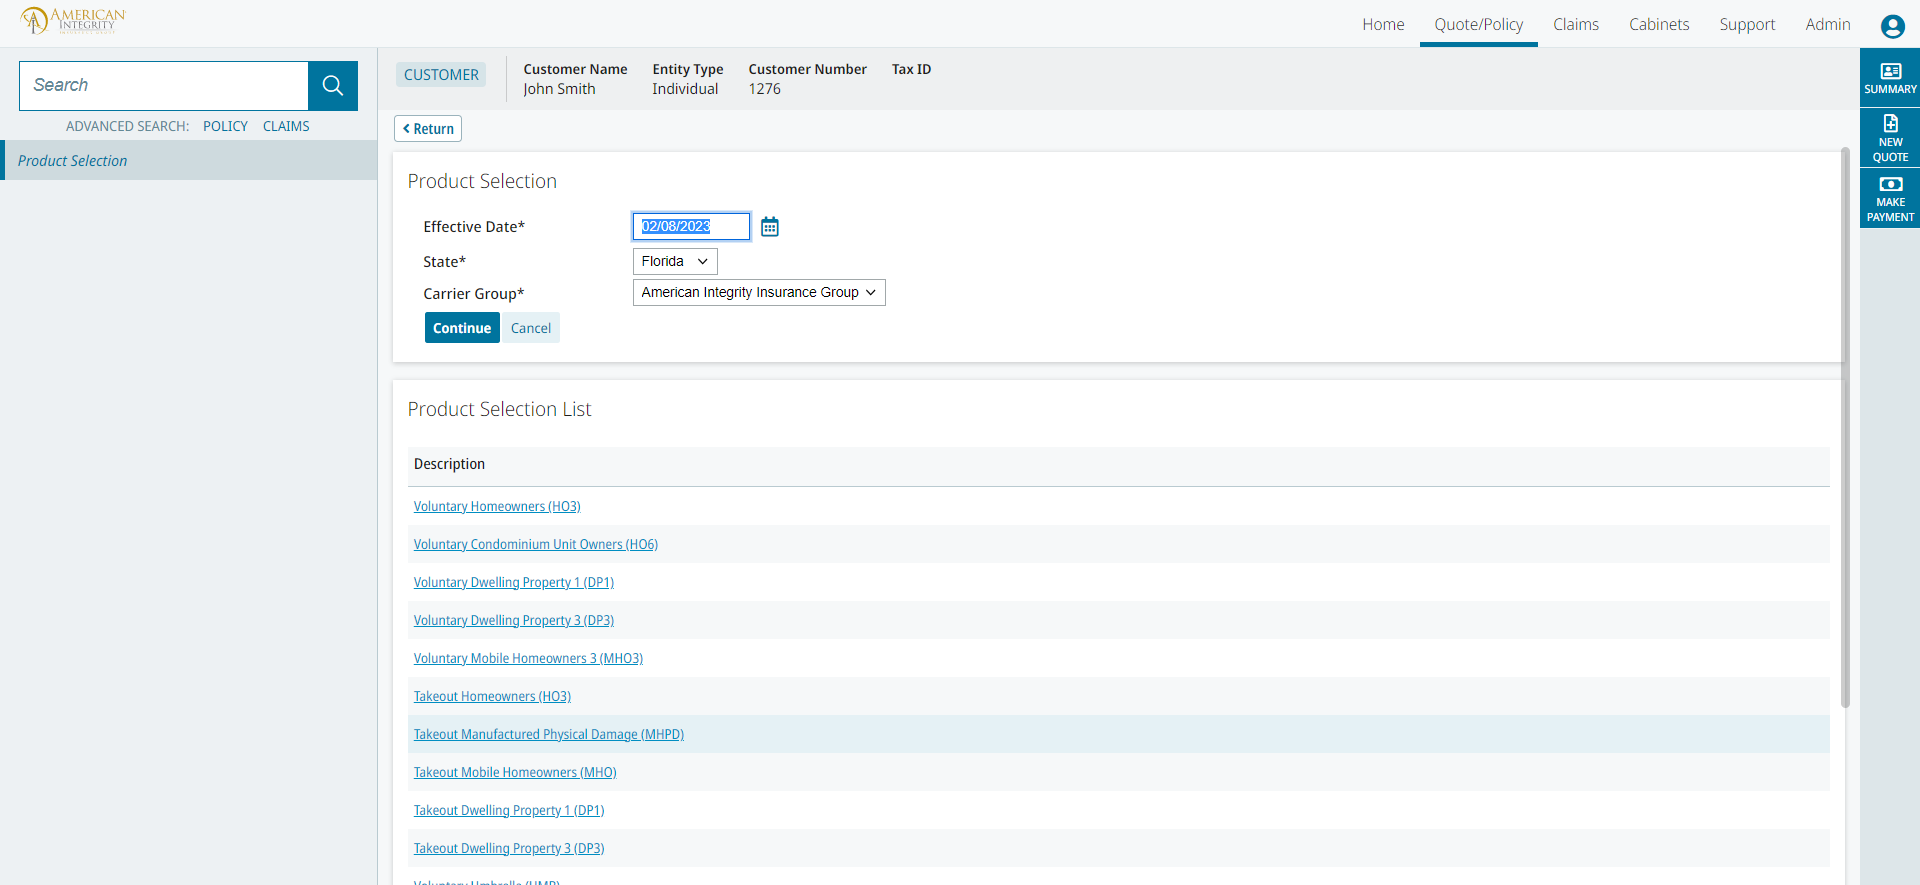 AMERICAN
INTEGRITY
Home Quote/Policy Claims Cabinets Support Admin
Search
ADVANCED SEARCH: POLICY CLAIMS
Product Selection
CUSTOMER
Customer Name Entity Type Customer Number Tax ID
John Smith Individual 1276
SUMMARY
NEW
QUOTE
MAKE
PAYMENT
Return
Product Selection
Effective Date* 02/08/2023
State* Florida
Carrier Group* American Integrity Insurance Group
Continue Cancel
Product Selection List
Description
Voluntary Homeowners (HO3)
Voluntary Condominium Unit Owners (HO6)
Voluntary Dwelling Property 1 (DP1)
Voluntary Dwelling Property 3 (DP3)
Voluntary Mobile Homeowners 3 (MHO3)
Takeout Homeowners (HO3)
Takeout Manufactured Physical Damage (MHPD)
Takeout Mobile Homeowners (MHO)
Takeout Dwelling Property 1 (DP1)
Takeout Dwelling Property 3 (DP3)